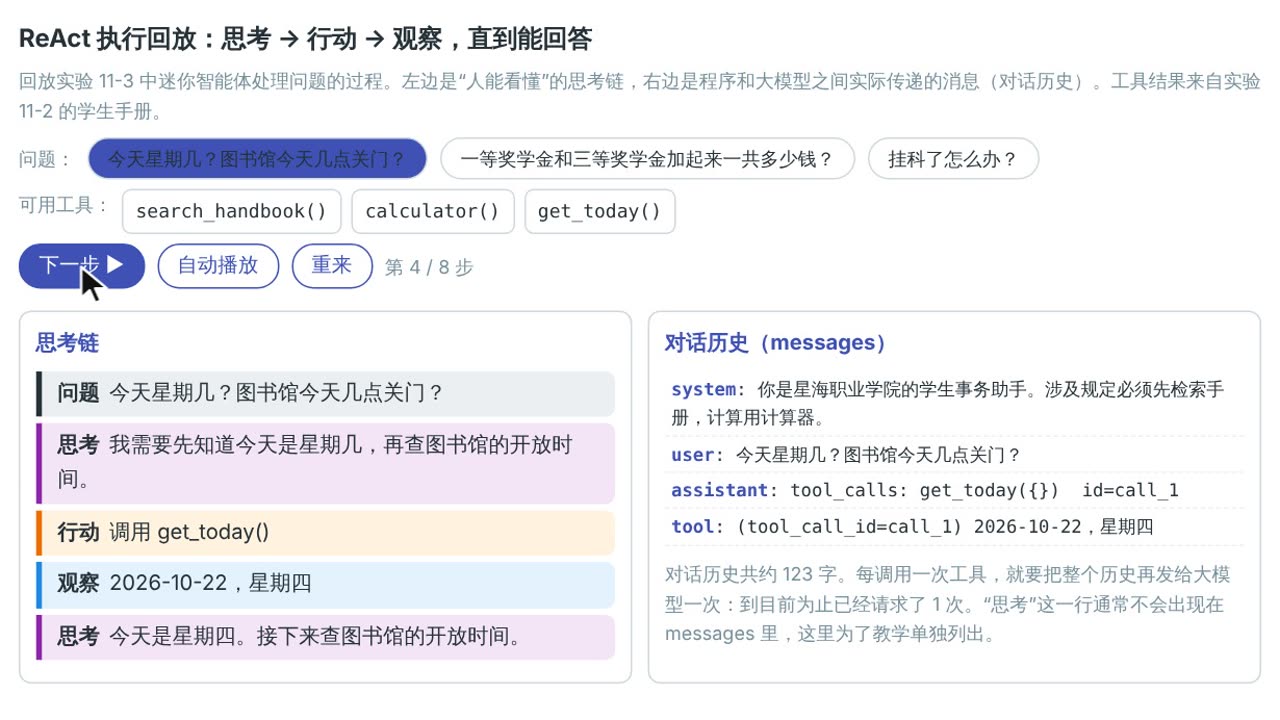 ReAct 执行回放：思考 → 行动 → 观察，直到能回答
回放实验 11-3 中迷你智能体处理问题的过程。左边是“人能看懂”的思考链，右边是程序和大模型之间实际传递的消息（对话历史）。工具结果来自实验
11-2 的学生手册。
问题： 今天星期几？图书馆今天几点关门？ 一等奖学金和三等奖学金加起来一共多少钱？ 挂科了怎么办？
可用工具： search_handbook() calculator() get_today()
下一步 ▶ 自动播放 重来 第 4 / 8 步
思考链
问题 今天星期几？图书馆今天几点关门？
思考 我需要先知道今天是星期几，再查图书馆的开放时
间。
行动 调用 get_today()
观察 2026-10-22，星期四
思考 今天是星期四。接下来查图书馆的开放时间。
对话历史（messages）
system: 你是星海职业学院的学生事务助手。涉及规定必须先检索手
册，计算用计算器。
user: 今天星期几？图书馆今天几点关门？
assistant: tool_calls: get_today({}) id=call_1
tool: (tool_call_id=call_1) 2026-10-22，星期四
对话历史共约 123 字。每调用一次工具，就要把整个历史再发给大模
型一次：到目前为止已经请求了 1 次。“思考”这一行通常不会出现在
messages 里，这里为了教学单独列出。